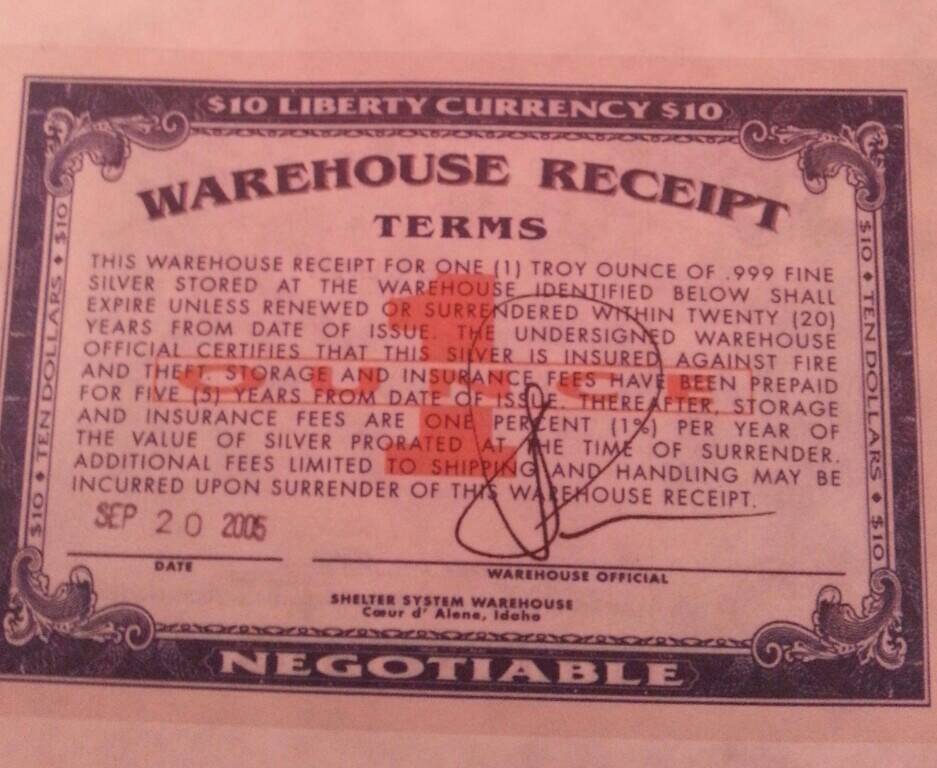 $10 LIBERTY CURRENCY $10
WAREHOUSE RECEIPT
TERMS
THIS WAREHOUSE RECEIPT FOR ONE (1) TROY OUNCE OF .999 FINE
SILVER STORED AT THE WAREHOUSE IDENTIFIED BELOW SHALL
EXPIRE UNLESS RENEWED OR SURRENDERED WITHIN TWENTY (20)
YEARS FROM DATE OF ISSUE. THE UNDERSIGNED WAREHOUSE
OFFICIAL CERTIFIES THAT THIS SILVER IS INSURED AGAINST FIRE
AND THEFT. STORAGE AND INSURANCE FEES HAVE BEEN PREPAID
FOR FIVE (5) YEARS FROM DATE OF ISSUE. THEREAFTER, STORAGE
AND INSURANCE FEES ARE ONE PERCENT (1%) PER YEAR OF
THE VALUE OF SILVER PRORATED AT THE TIME OF SURRENDER.
ADDITIONAL FEES LIMITED TO SHIPPING AND HANDLING MAY BE
INCURRED UPON SURRENDER OF THIS WAREHOUSE RECEIPT.
1
OUNCE
$10 ♦ TEN DOLLARS ♦ $10
$10 ♦ TEN DOLLARS ♦ $10
SEP 20 2005
DATE
WAREHOUSE OFFICIAL
SHELTER SYSTEM WAREHOUSE
Cœur d' Alene, Idaho
NEGOTIABLE